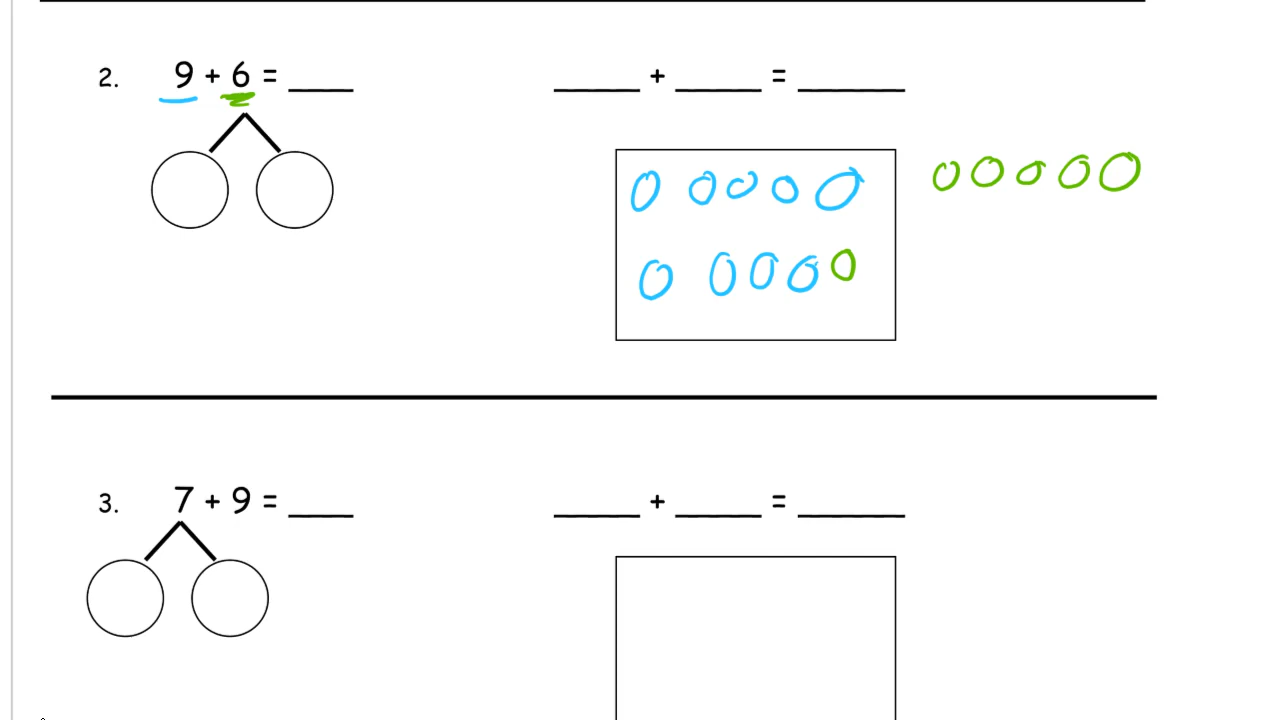 2. 9 + 6 = ____ _____ + _____ = ______
3. 7 + 9 = ____ _____ + _____ = ______